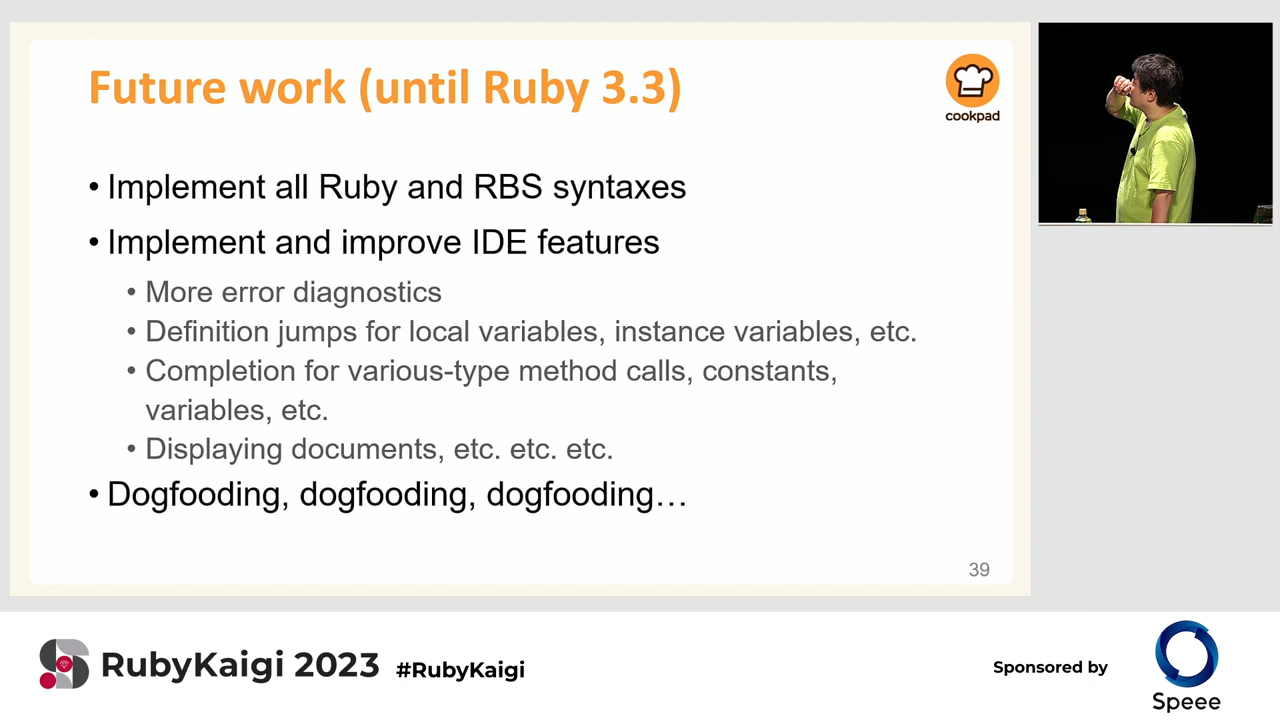 Future work (until Ruby 3.3)
cookpad
• Implement all Ruby and RBS syntaxes
• Implement and improve IDE features
• More error diagnostics
• Definition jumps for local variables, instance variables, etc.
• Completion for various-type method calls, constants,
variables, etc.
• Displaying documents, etc. etc. etc.
• Dogfooding, dogfooding, dogfooding…
39
RubyKaigi 2023 #RubyKaigi
Sponsored by
Speee